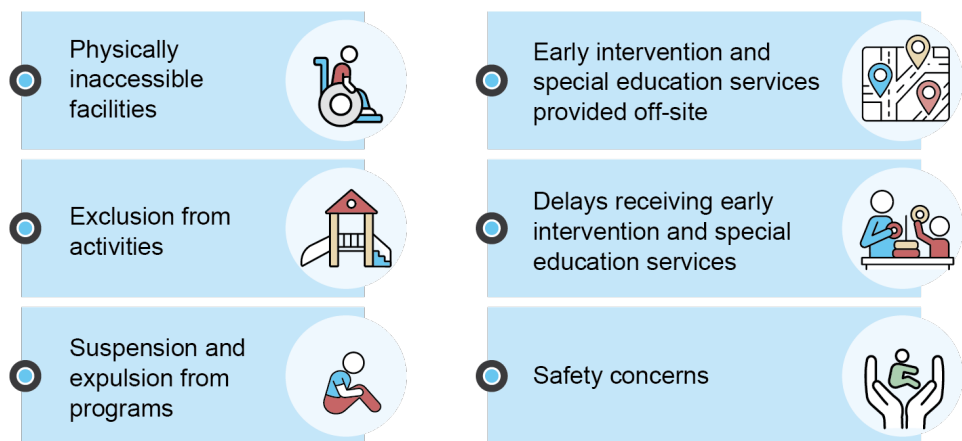 Physically
inaccessible
facilities
Exclusion from
activities
Suspension and
expulsion from
programs
Early intervention and
special education services
provided off-site
Delays receiving early
intervention and special
education services
Safety concerns